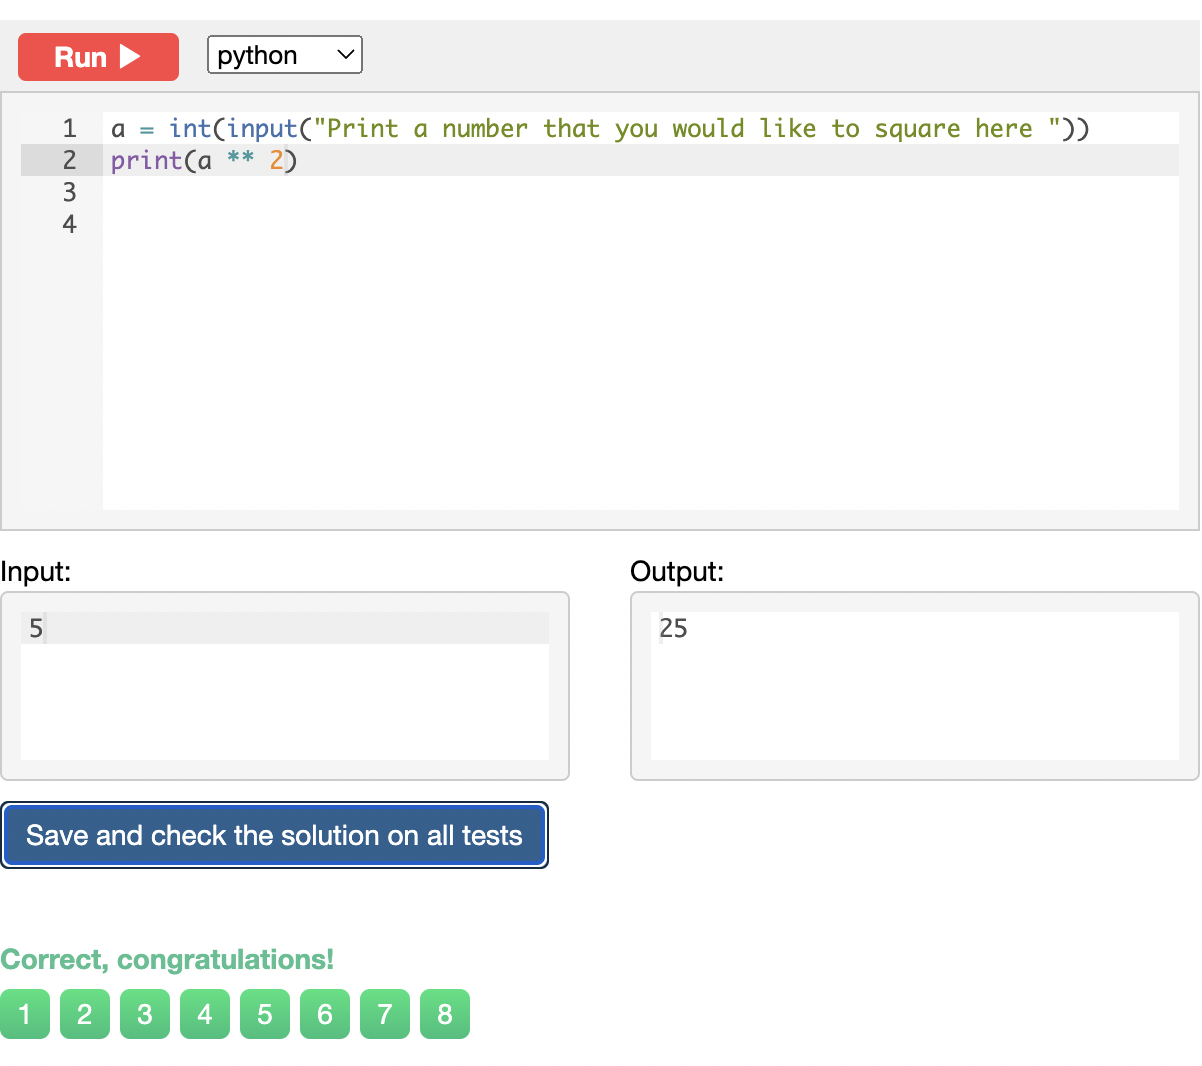 Run
python
1 a = int(input("Print a number that you would like to square here "))
2 print(a ** 2)
3
4
Input:
Output:
5
25
Save and check the solution on all tests
Correct, congratulations!
1 2 3 4 5 6 7 8